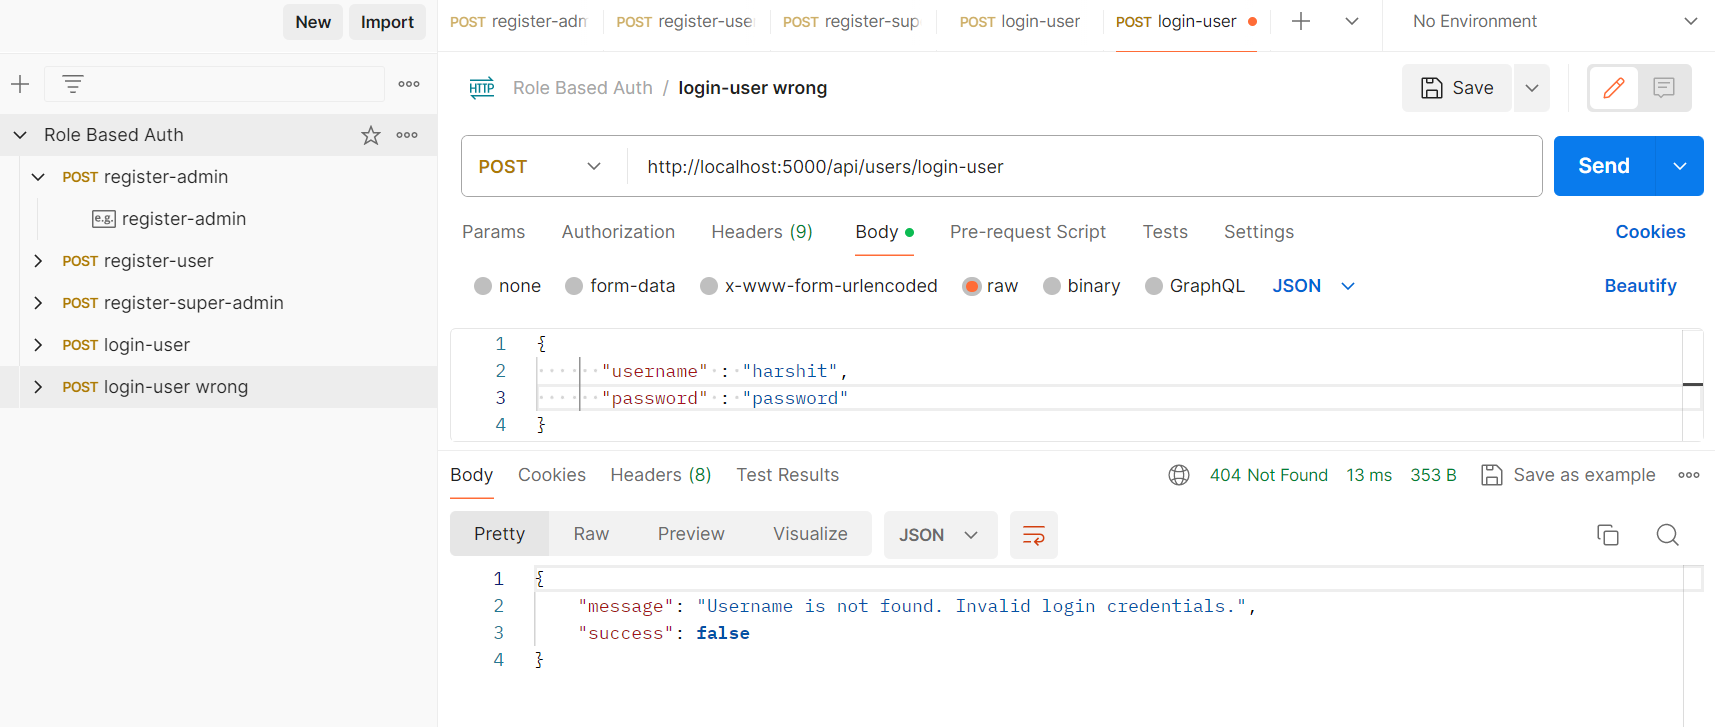 New Import
POST register-adm POST register-use POST register-sup POST login-user POST login-user No Environment
HTTP Role Based Auth / login-user wrong Save
Role Based Auth
POST register-admin
e.g. register-admin
POST register-user
POST register-super-admin
POST login-user
POST login-user wrong
POST http://localhost:5000/api/users/login-user Send
Params Authorization Headers (9) Body Pre-request Script Tests Settings Cookies
none form-data x-www-form-urlencoded raw binary GraphQL JSON Beautify
1 {
2 "username" : "harshit",
3 "password" : "password"
4 }
Body Cookies Headers (8) Test Results 404 Not Found 13 ms 353 B Save as example
Pretty Raw Preview Visualize JSON
1 {
2 "message": "Username is not found. Invalid login credentials.",
3 "success": false
4 }